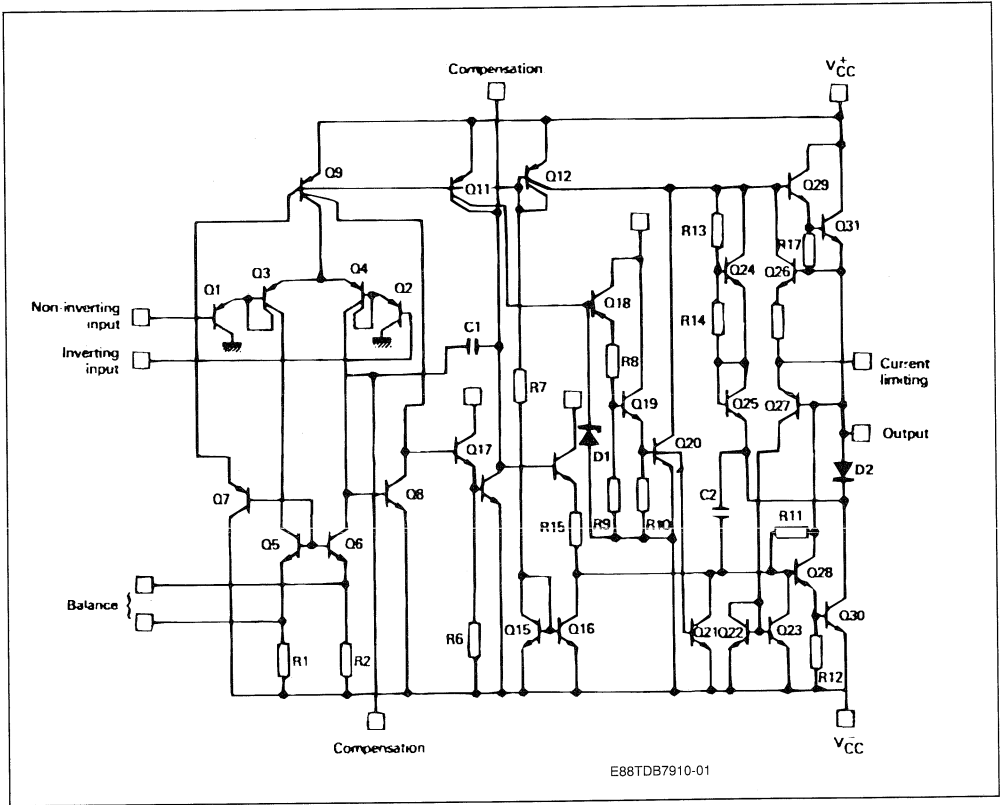 Compensation
V+CC
Q9
Q11
Q12
Q29
Q31
R13
R17
Q1
Q3
Q4
Q2
Q24
Q26
Non-inverting
input
Q18
R14
C1
Inverting
input
R8
Current
limiting
R7
Q19
Q25
Q27
Q17
Q20
Output
D1
D2
Q7
Q8
C2
R15
R9
R10
R11
Q5
Q6
Q28
Balance {
Q15
Q16
Q21
Q22
Q23
Q30
R6
R1
R2
R12
Compensation
V-CC
E88TDB7910-01